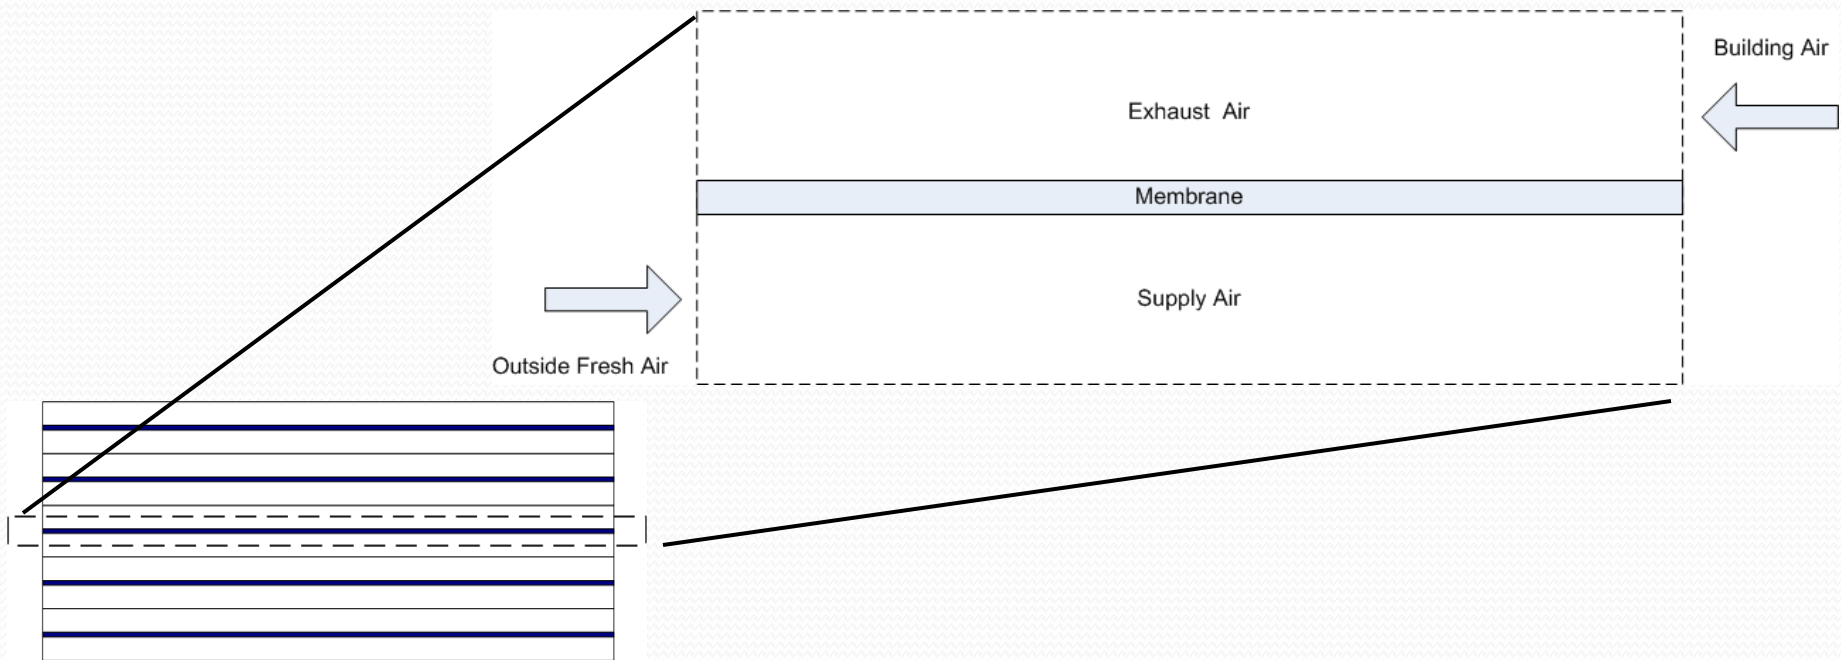 Building Air
Exhaust Air
Membrane
Supply Air
Outside Fresh Air